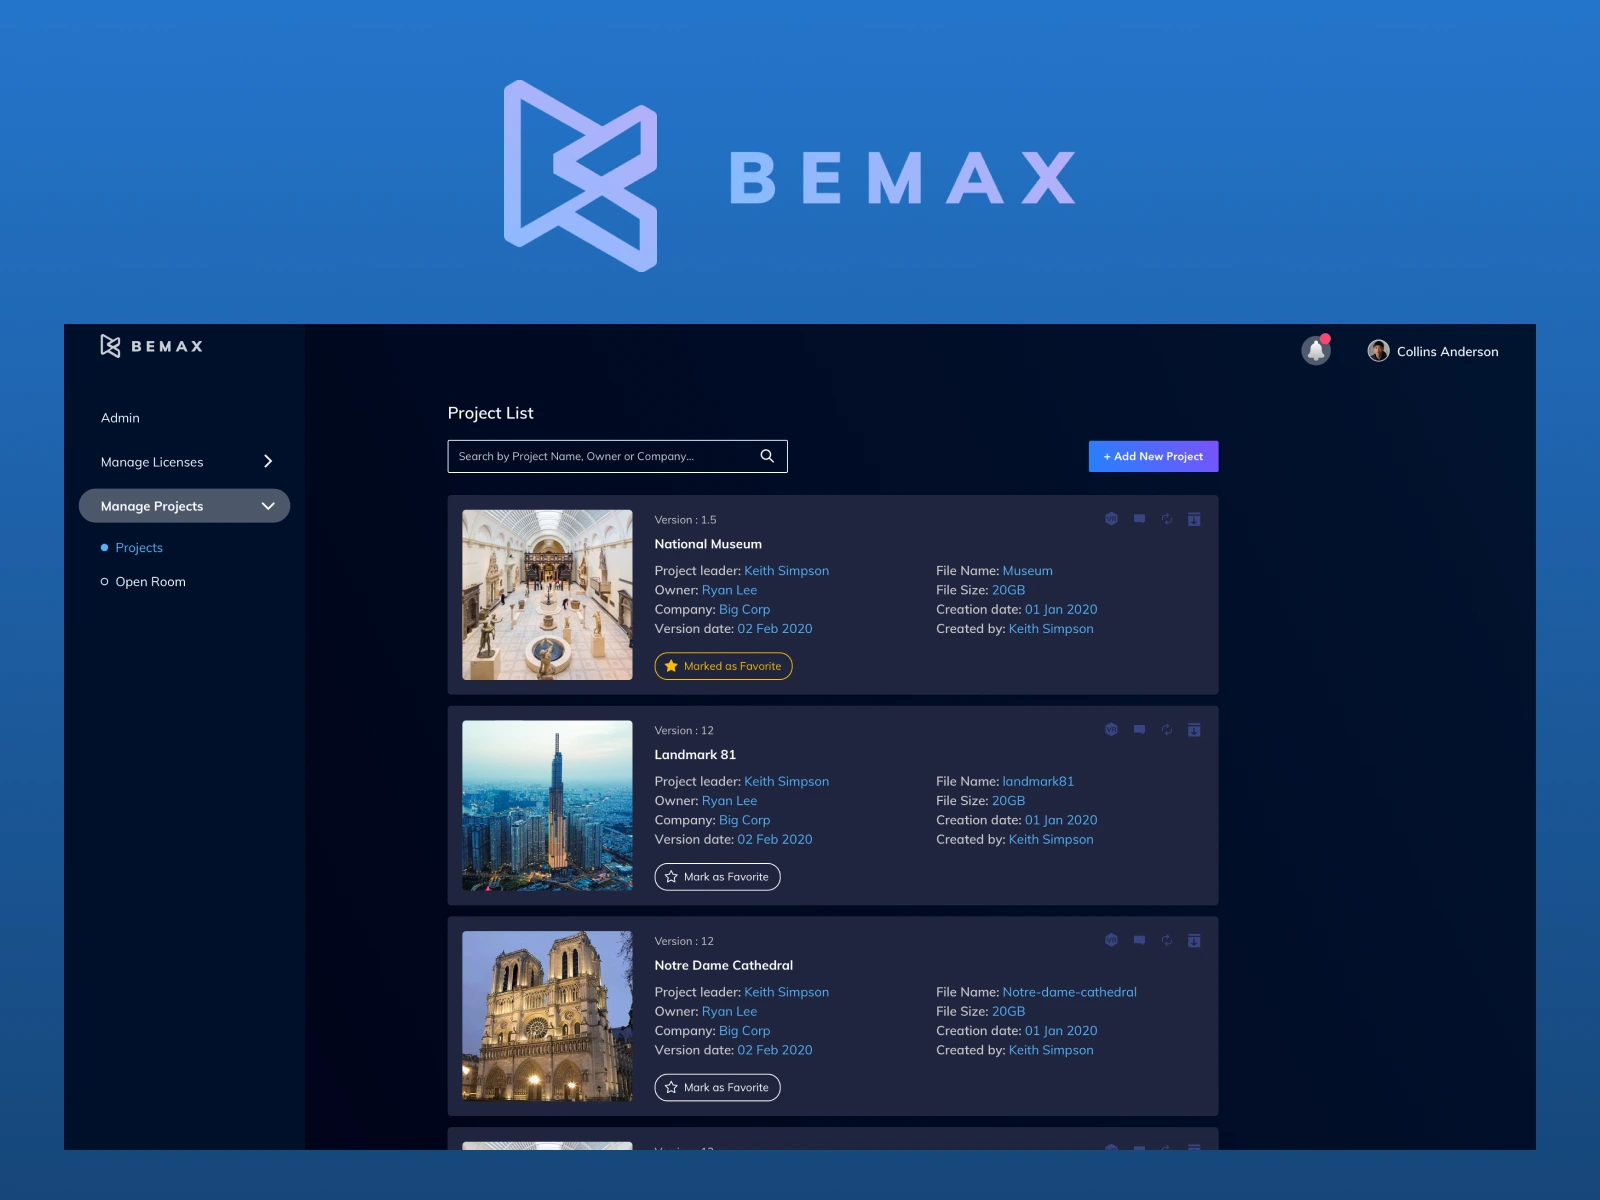 BEMAX
BEMAX
Collins Anderson
Admin
Manage Licenses
Manage Projects
Projects
Open Room
Project List
Search by Project Name, Owner or Company...
+ Add New Project
Version : 1.5
National Museum
Project leader: Keith Simpson
Owner: Ryan Lee
Company: Big Corp
Version date: 02 Feb 2020
File Name: Museum
File Size: 20GB
Creation date: 01 Jan 2020
Created by: Keith Simpson
Marked as Favorite
Version : 12
Landmark 81
Project leader: Keith Simpson
Owner: Ryan Lee
Company: Big Corp
Version date: 02 Feb 2020
File Name: landmark81
File Size: 20GB
Creation date: 01 Jan 2020
Created by: Keith Simpson
Mark as Favorite
Version : 12
Notre Dame Cathedral
Project leader: Keith Simpson
Owner: Ryan Lee
Company: Big Corp
Version date: 02 Feb 2020
File Name: Notre-dame-cathedral
File Size: 20GB
Creation date: 01 Jan 2020
Created by: Keith Simpson
Mark as Favorite